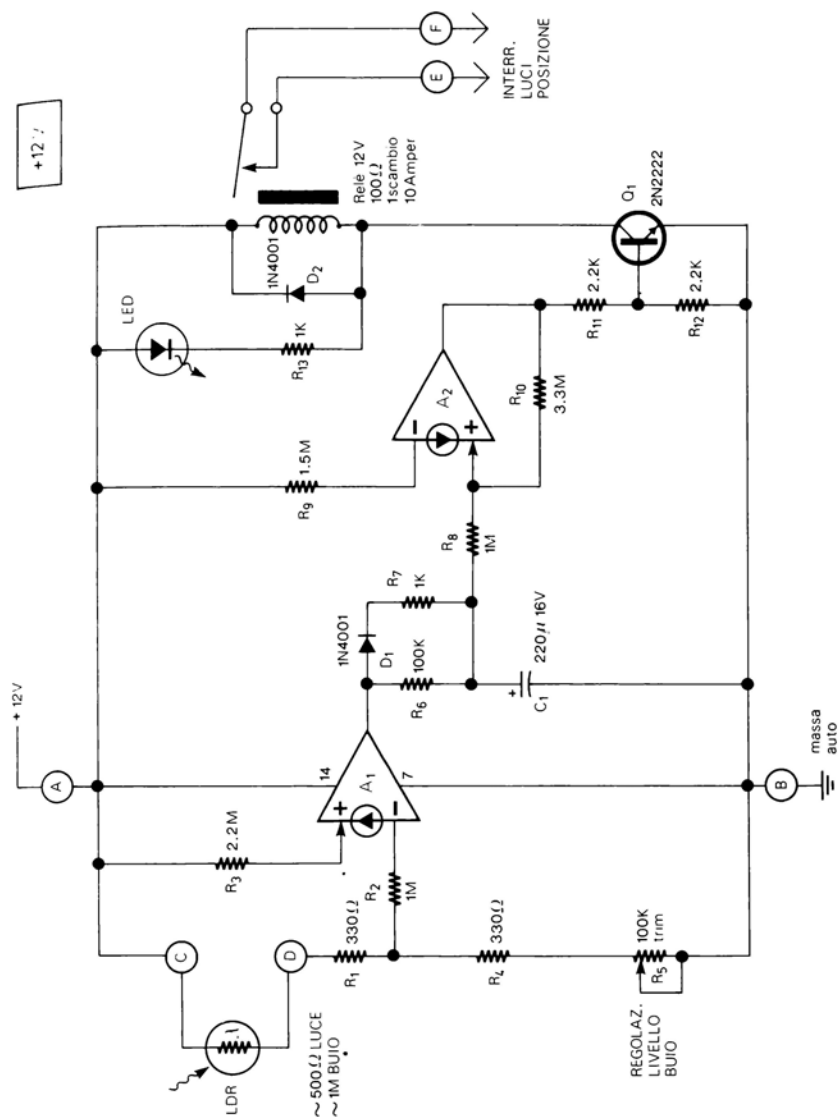 +12 V
+ 12V
A
C
LDR
~ 500Ω LUCE
~ 1M BUIO
D
R1
330Ω
R2
1M
R3
2.2M
R4
330Ω
REGOLAZ.
LIVELLO
BUIO
R5
100K
trim
14
+
A1
−
7
1N4001
D1
R6
100K
R7
1K
+
C1
220μ 16V
R8
1M
R9
1.5M
−
A2
+
R10
3.3M
LED
R13
1K
1N4001
D2
Relè 12V
100Ω
1scambio
10Amper
R11
2.2K
R12
2.2K
Q1
2N2222
F
E
INTERR.
LUCI
POSIZIONE
B
massa
auto